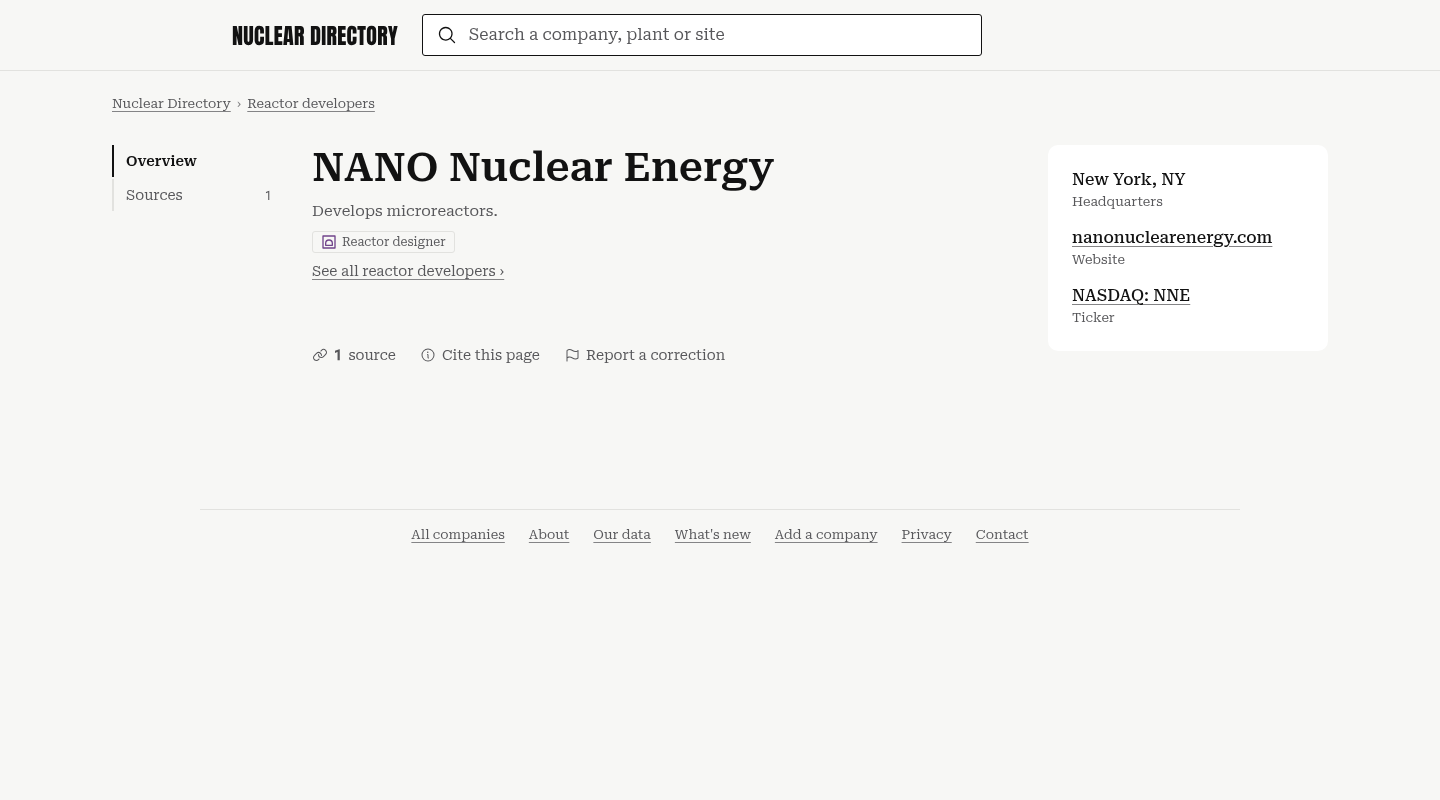 NUCLEAR DIRECTORY
Search a company, plant or site
Nuclear Directory › Reactor developers
Overview
Sources 1
NANO Nuclear Energy
Develops microreactors.
Reactor designer
See all reactor developers ›
1 source Cite this page Report a correction
New York, NY
Headquarters
nanonuclearenergy.com
Website
NASDAQ: NNE
Ticker
All companies About Our data What's new Add a company Privacy Contact